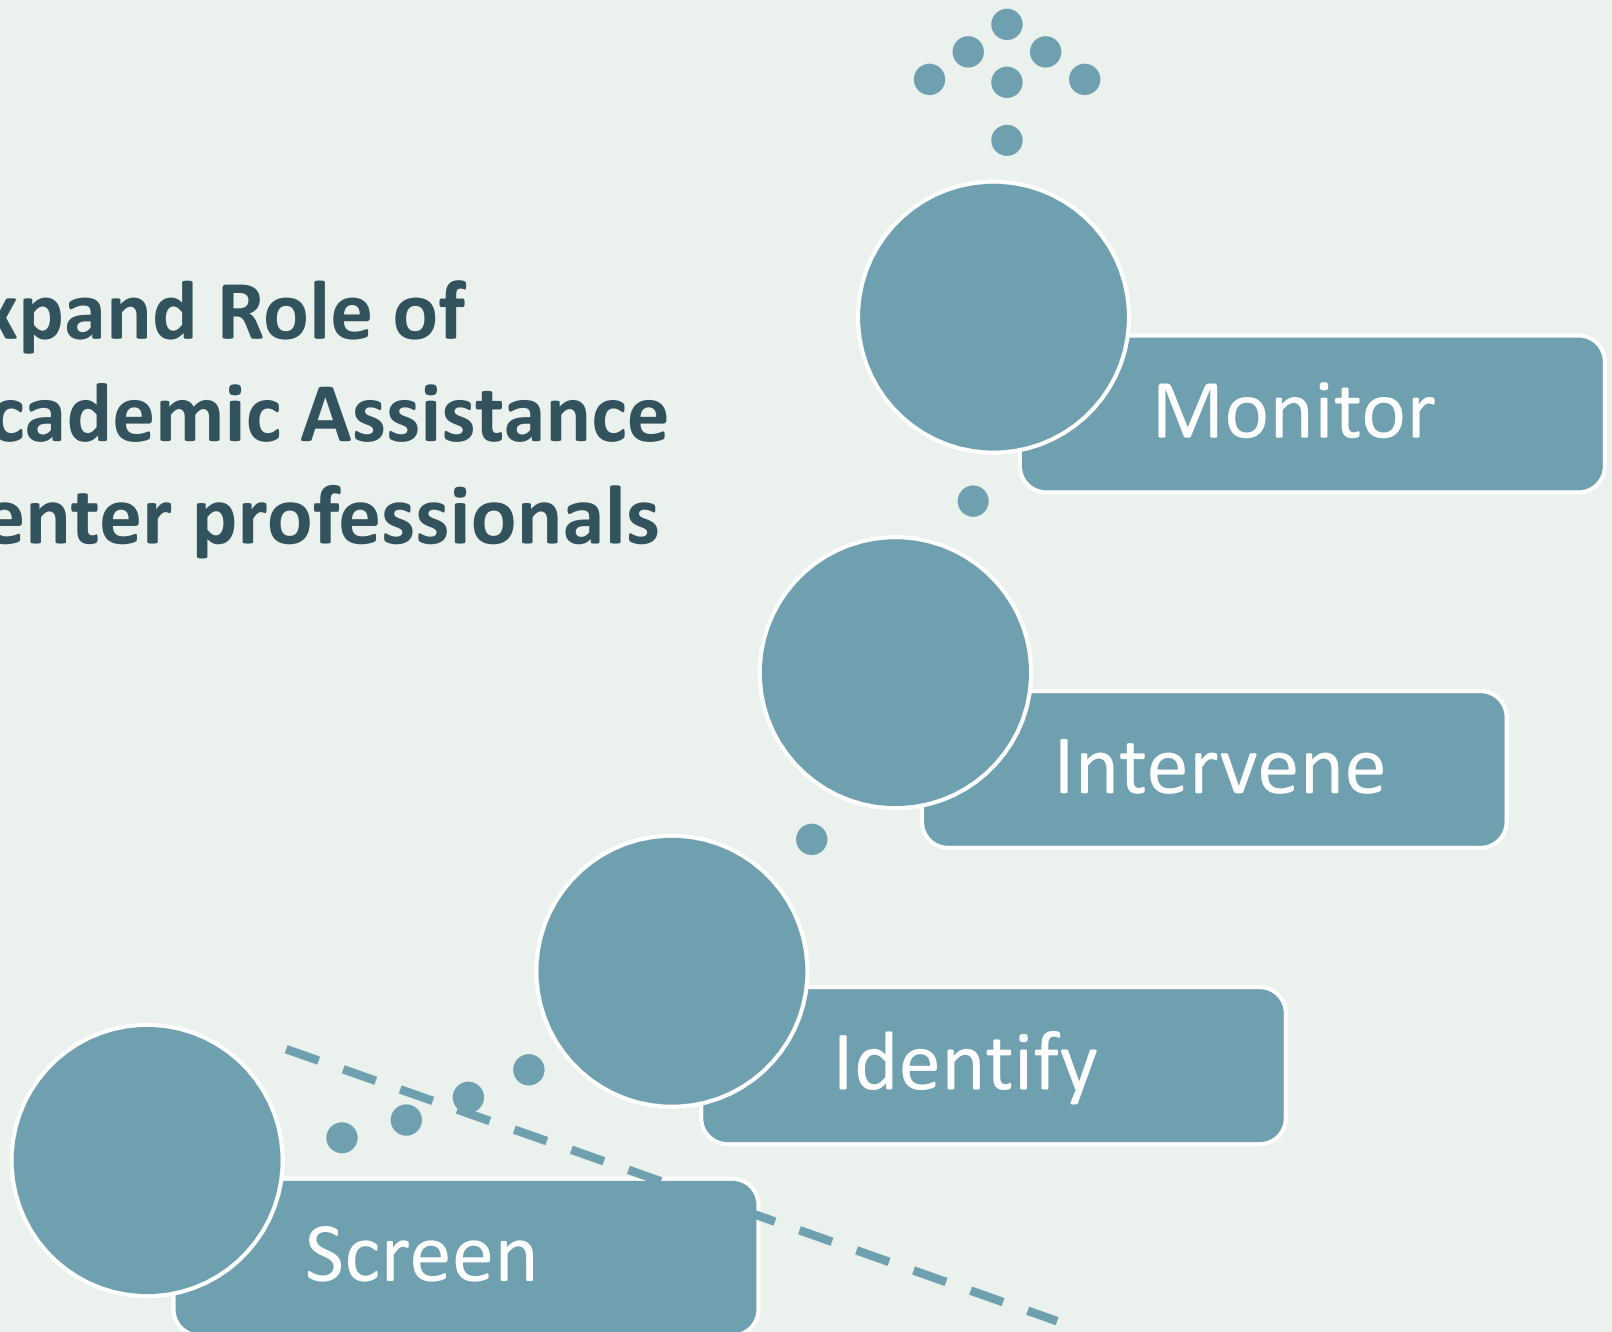 xpand Role of
cademic Assistance
enter professionals
Monitor
Intervene
Identify
Screen